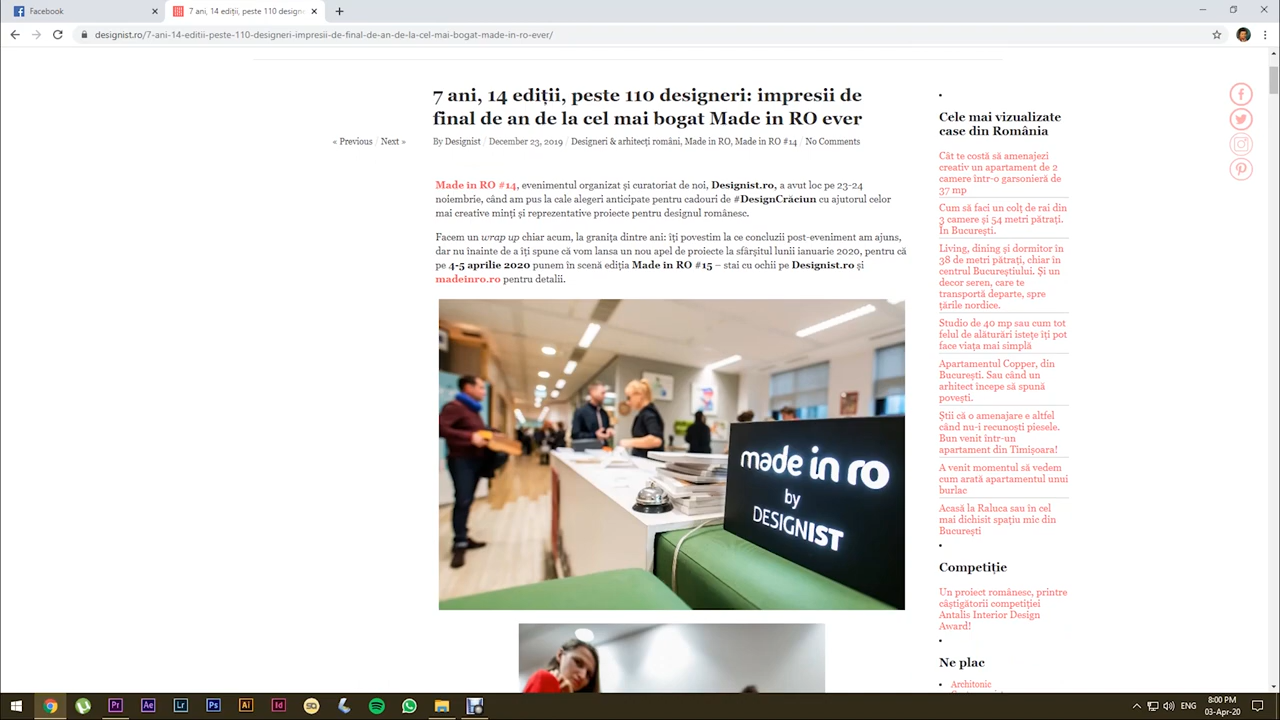 Facebook
7 ani, 14 ediții, peste 110 designe
designist.ro/7-ani-14-editii-peste-110-designeri-impresii-de-final-de-an-de-la-cel-mai-bogat-made-in-ro-ever/
7 ani, 14 ediții, peste 110 designeri: impresii de
final de an de la cel mai bogat Made in RO ever
« Previous / Next »
By Designist / December 23, 2019 / Designeri & arhitecți români, Made in RO, Made in RO #14 / No Comments
Made in RO #14, evenimentul organizat și curatoriat de noi, Designist.ro, a avut loc pe 23-24
noiembrie, când am pus la cale alegeri anticipate pentru cadouri de #DesignCrăciun cu ajutorul celor
mai creative minți și reprezentative proiecte pentru designul românesc.
Facem un wrap up chiar acum, la granița dintre ani: îți povestim la ce concluzii post-eveniment am ajuns,
dar nu înainte de a îți spune că vom lansa un nou apel de proiecte la sfârșitul lunii ianuarie 2020, pentru că
pe 4-5 aprilie 2020 punem în scenă ediția Made in RO #15 – stai cu ochii pe Designist.ro și
madeinro.ro pentru detalii.
made in ro
by
DESIGNIST
Cele mai vizualizate
case din România
Cât te costă să amenajezi
creativ un apartament de 2
camere într-o garsonieră de
37 mp
Cum să faci un colț de rai din
3 camere și 54 metri pătrați.
În București.
Living, dining și dormitor în
38 de metri pătrați, chiar în
centrul Bucureștiului. Și un
decor seren, care te
transportă departe, spre
țările nordice.
Studio de 40 mp sau cum tot
felul de alăturări istețe îți pot
face viața mai simplă
Apartamentul Copper, din
București. Sau când un
arhitect începe să spună
povești.
Știi că o amenajare e altfel
când nu-i recunoști piesele.
Bun venit într-un
apartament din Timișoara!
A venit momentul să vedem
cum arată apartamentul unui
burlac
Acasă la Raluca sau în cel
mai dichisit spațiu mic din
București
Competiție
Un proiect românesc, printre
câștigătorii competiției
Antalis Interior Design
Award!
Ne plac
Architonic
Pr
Ae
Lr
Ps
Ai
Id
ENG
8:00 PM
03-Apr-20